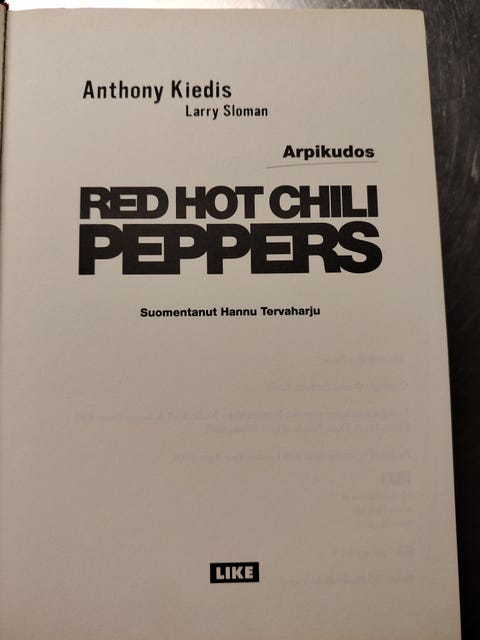 Anthony Kiedis
Larry Sloman
Arpikudos
RED HOT CHILI
PEPPERS
Suomentanut Hannu Tervaharju
LIKE